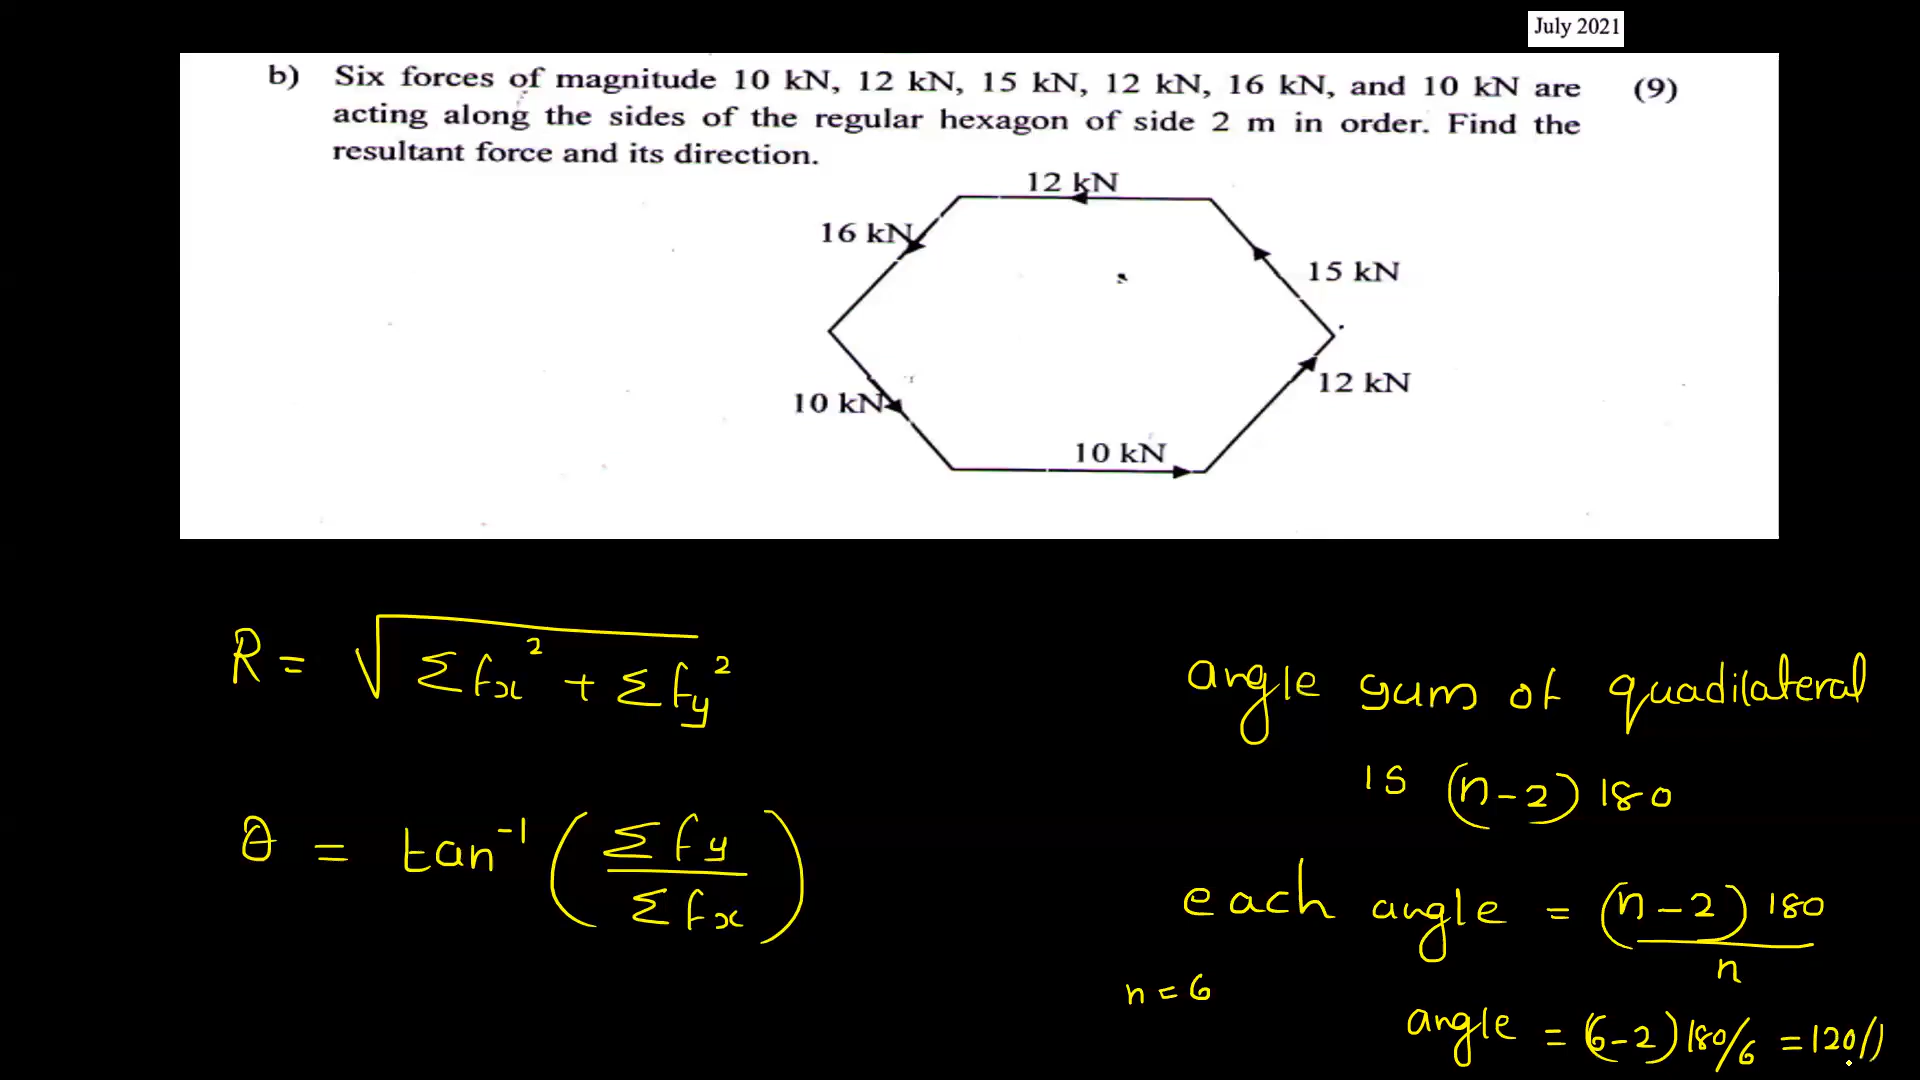 July 2021
b) Six forces of magnitude 10 kN, 12 kN, 15 kN, 12 kN, 16 kN, and 10 kN are (9)
acting along the sides of the regular hexagon of side 2 m in order. Find the
resultant force and its direction.
12 kN
16 kN
15 kN
12 kN
10 kN
10 kN
R = √Σfx² + Σfy²
θ = tan⁻¹ (Σfy / Σfx)
angle sum of quadilateral
is (n-2) 180
each angle = (n-2) 180 / n
n = 6
angle = (6-2) 180/6 = 120//